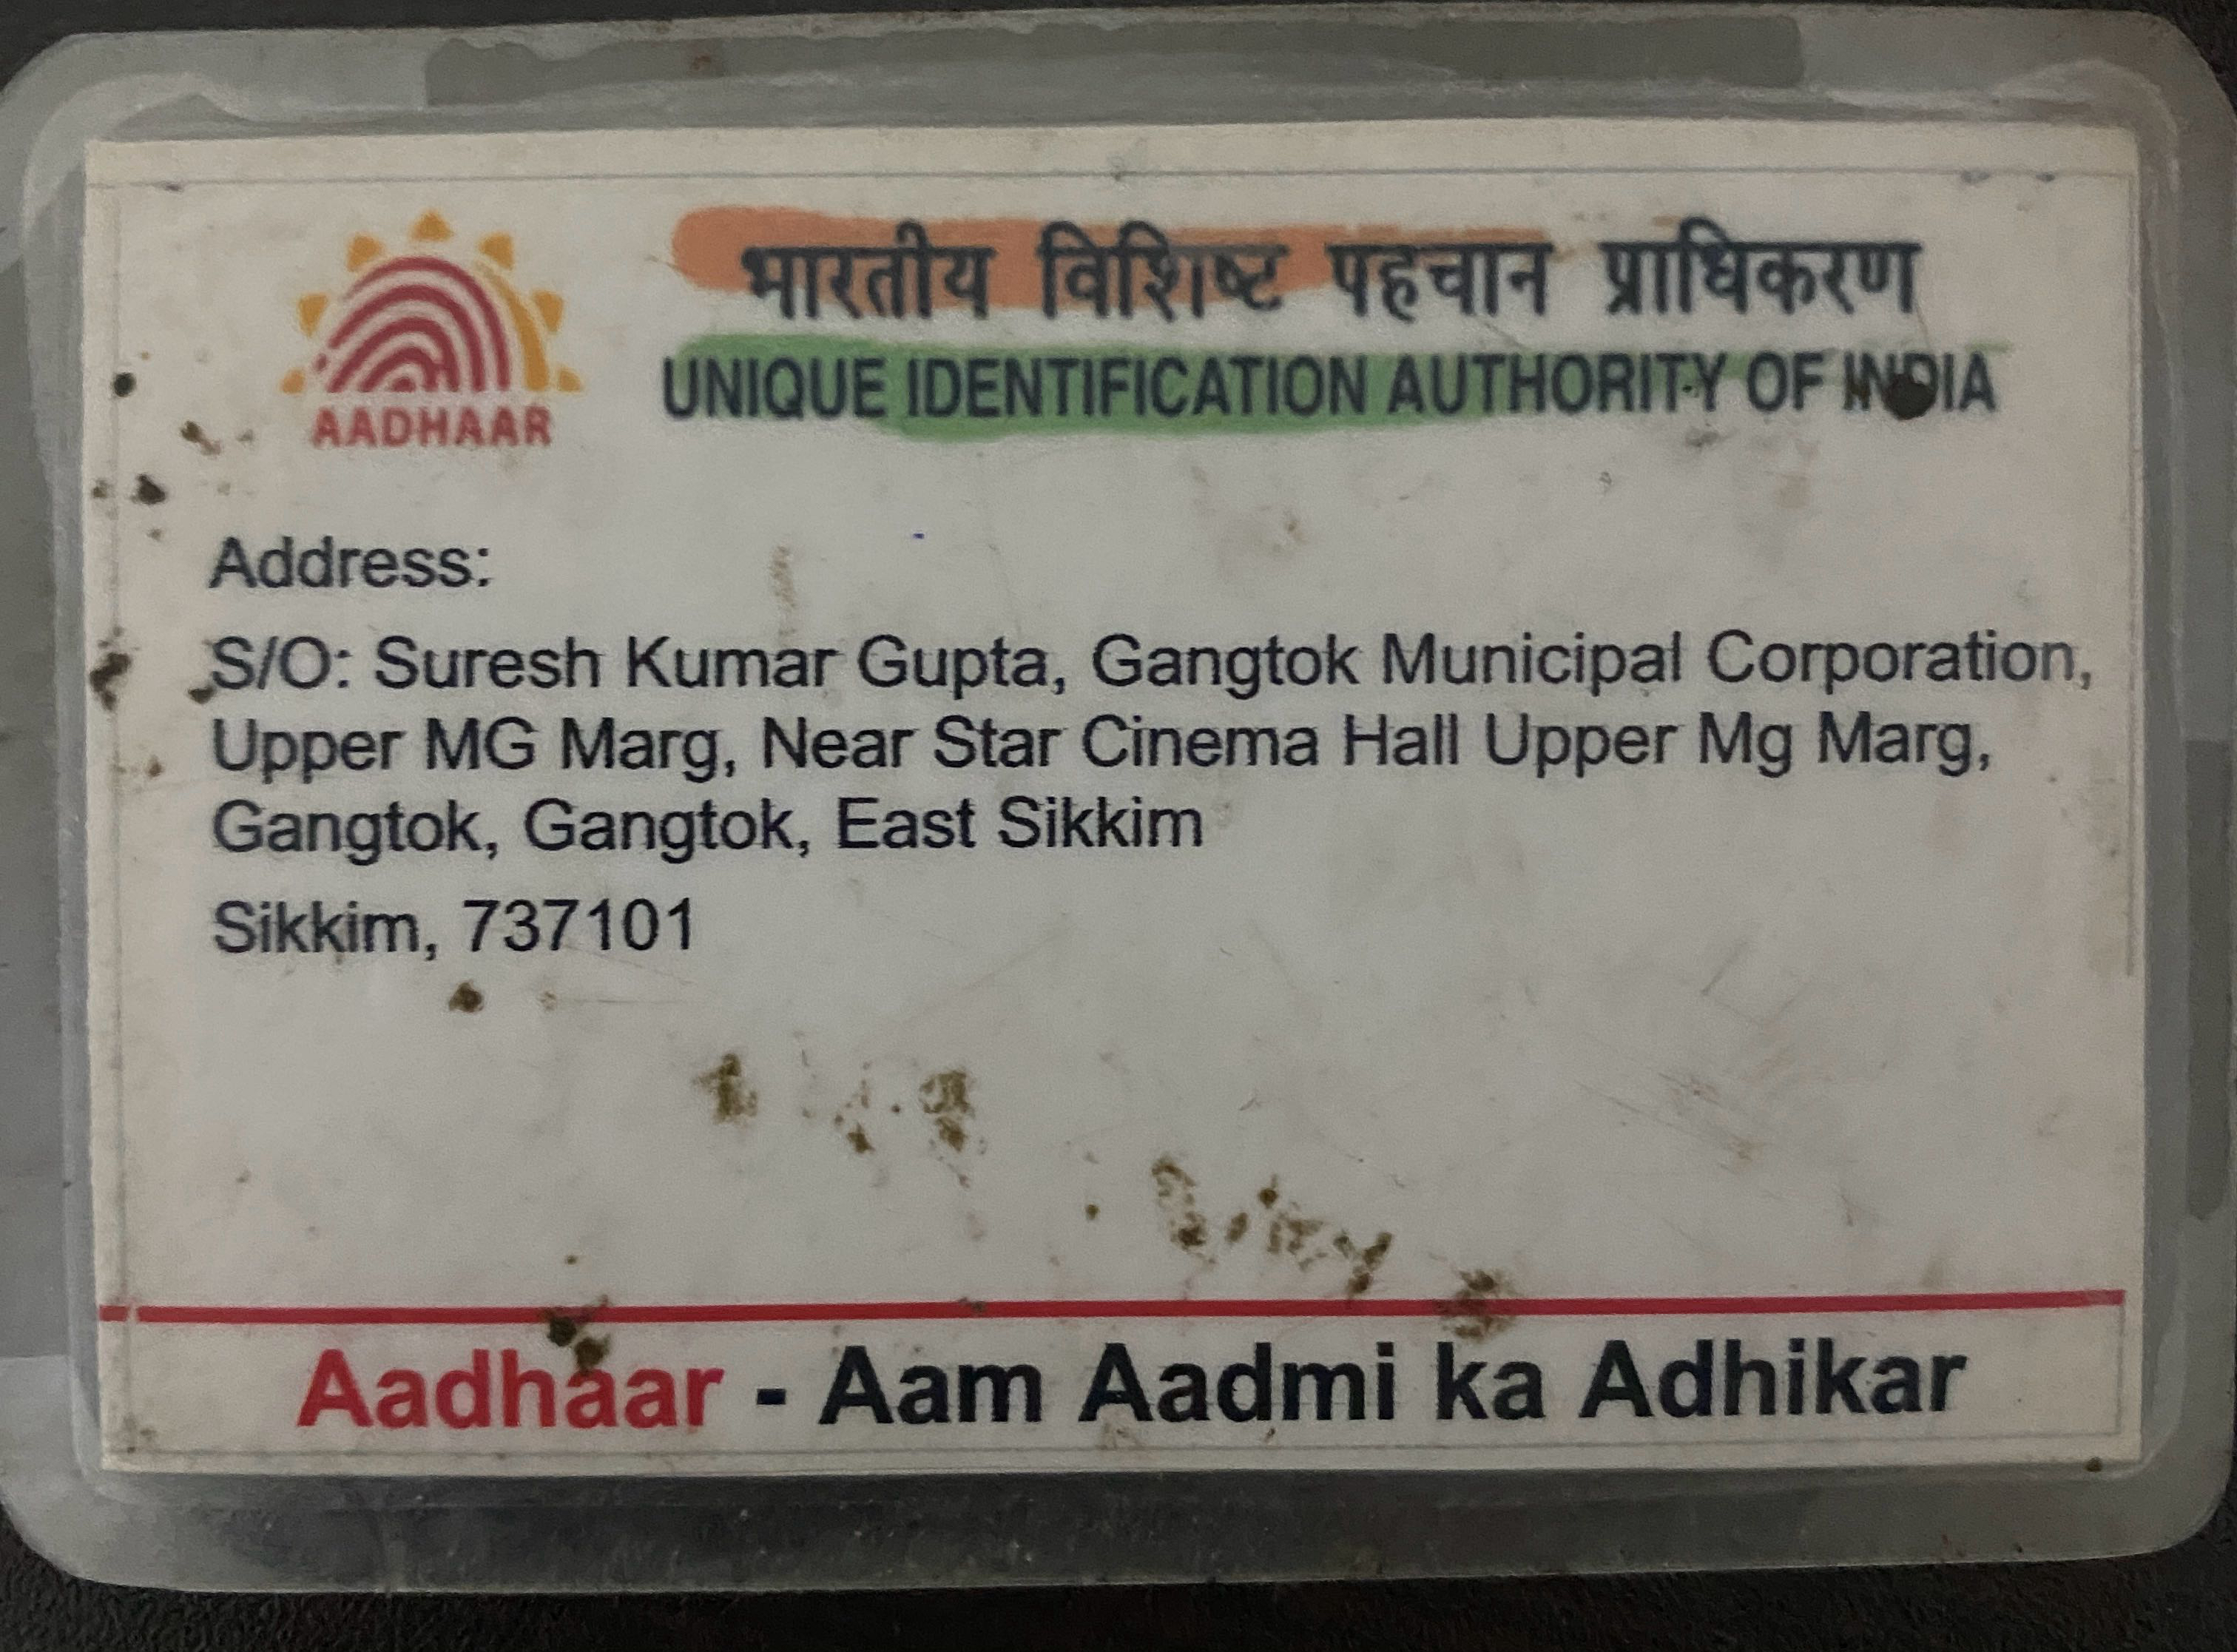 भारतीय विशिष्ट पहचान प्राधिकरण
UNIQUE IDENTIFICATION AUTHORITY OF INDIA
AADHAAR
Address:
S/O: Suresh Kumar Gupta, Gangtok Municipal Corporation,
Upper MG Marg, Near Star Cinema Hall Upper Mg Marg,
Gangtok, Gangtok, East Sikkim
Sikkim, 737101
Aadhaar - Aam Aadmi ka Adhikar